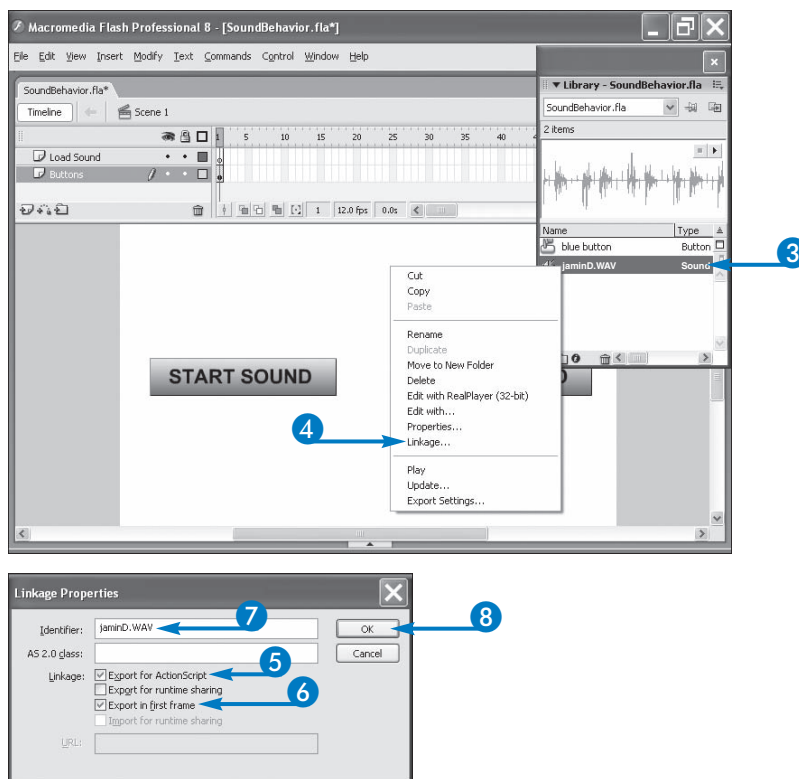 Macromedia Flash Professional 8 - [SoundBehavior.fla*]
File Edit View Insert Modify Text Commands Control Window Help
SoundBehavior.fla*
Timeline
Scene 1
1 5 10 15 20 25 30 35 40
Load Sound
Buttons
1 12.0 fps 0.0s
Library - SoundBehavior.fla
SoundBehavior.fla
2 items
Name Type
blue button Button
jaminD.WAV Sound
3
START SOUND
Cut
Copy
Paste
Rename
Duplicate
Move to New Folder
Delete
Edit with RealPlayer (32-bit)
Edit with...
Properties...
4
Linkage...
Play
Update...
Export Settings...
Linkage Properties
Identifier: jaminD.WAV
7
OK
8
AS 2.0 class:
Cancel
Linkage: Export for ActionScript
5
Export for runtime sharing
Export in first frame
6
Import for runtime sharing
URL: